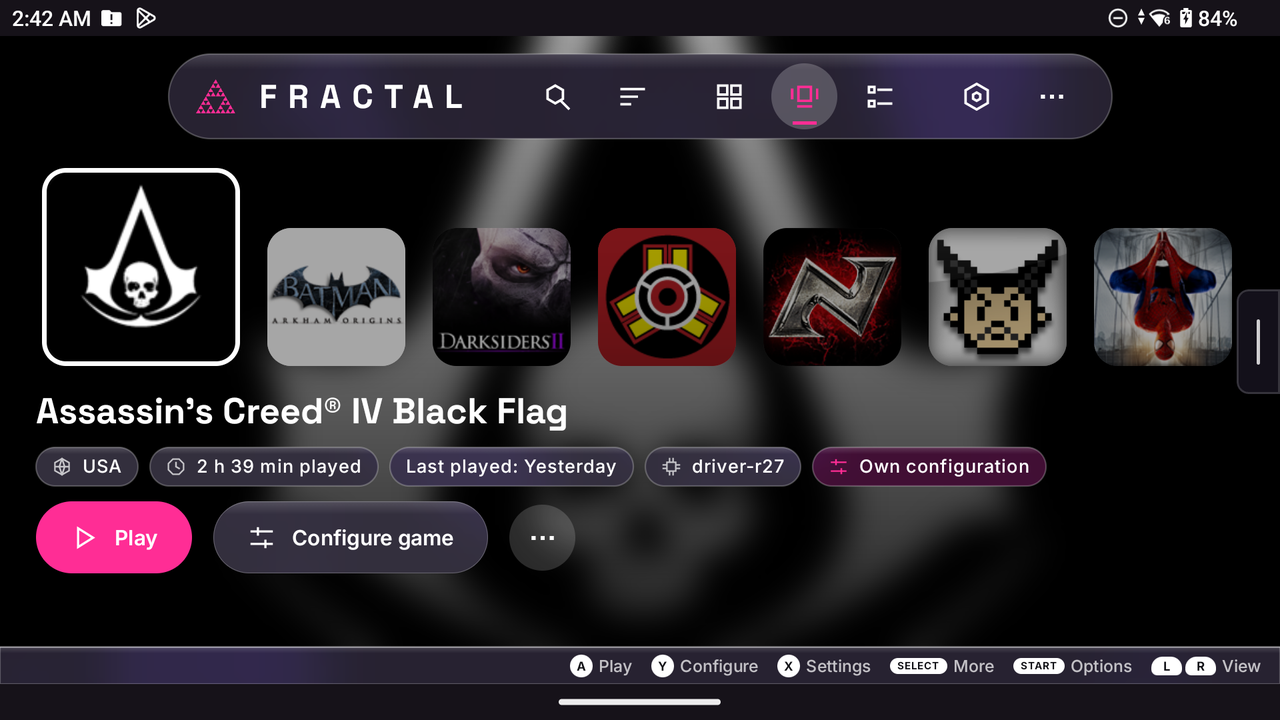 2:42 AM
6
84%
FRACTAL
BATMAN
ARKHAM ORIGINS
DARKSIDERS II
N
Assassin's Creed® IV Black Flag
USA
2 h 39 min played
Last played: Yesterday
driver-r27
Own configuration
Play
Configure game
A Play Y Configure X Settings SELECT More START Options L R View